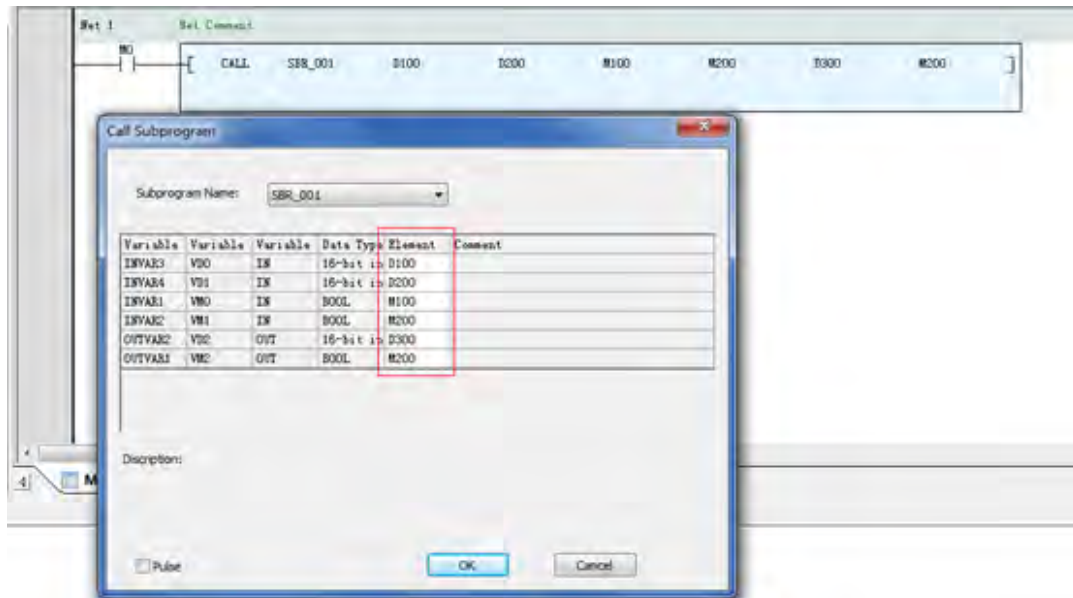 Net 1 Net Comment
M0
[ CALL SBR_001 D100 D200 M100 M200 D300 M200 ]
Call Subprogram
Subprogram Name: SBR_001
Variable Variable Variable Data Type Element Comment
INVAR3 VD0 IN 16-bit in D100
INVAR4 VD1 IN 16-bit in D200
INVAR1 VM0 IN BOOL M100
INVAR2 VM1 IN BOOL M200
OUTVAR2 VD2 OUT 16-bit in D300
OUTVAR1 VM2 OUT BOOL M200
Discription:
4 M
Pulse OK Cancel